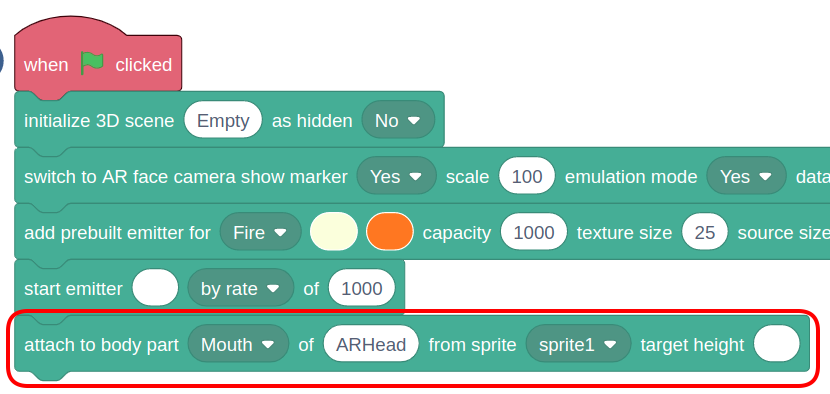 when clicked
initialize 3D scene Empty as hidden No
switch to AR face camera show marker Yes scale 100 emulation mode Yes data
add prebuilt emitter for Fire capacity 1000 texture size 25 source size
start emitter by rate of 1000
attach to body part Mouth of ARHead from sprite sprite1 target height